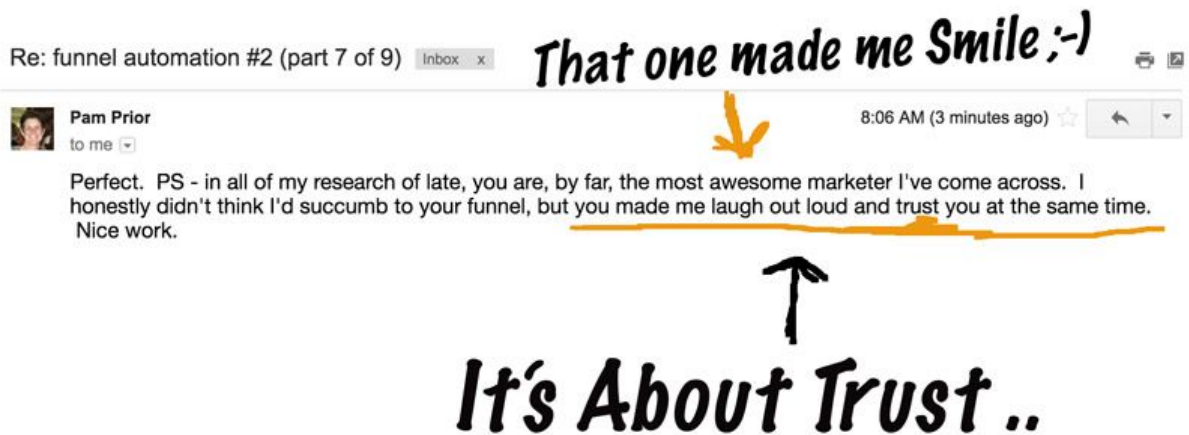 That one made me Smile ;-)
Re: funnel automation #2 (part 7 of 9) Inbox x
Pam Prior 8:06 AM (3 minutes ago)
to me
Perfect. PS - in all of my research of late, you are, by far, the most awesome marketer I've come across. I
honestly didn't think I'd succumb to your funnel, but you made me laugh out loud and trust you at the same time.
Nice work.
It's About Trust ..